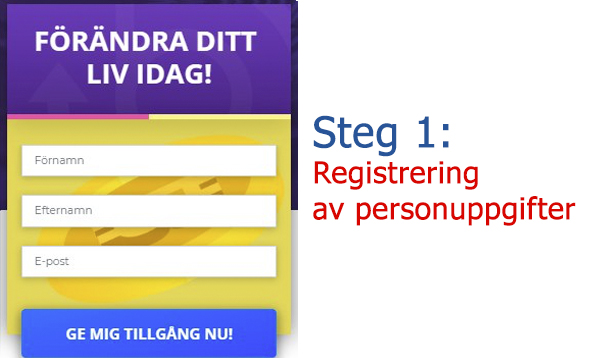 FÖRÄNDRA DITT
LIV IDAG!
Förnamn
Efternamn
E-post
GE MIG TILLGÅNG NU!
Steg 1:
Registrering
av personuppgifter